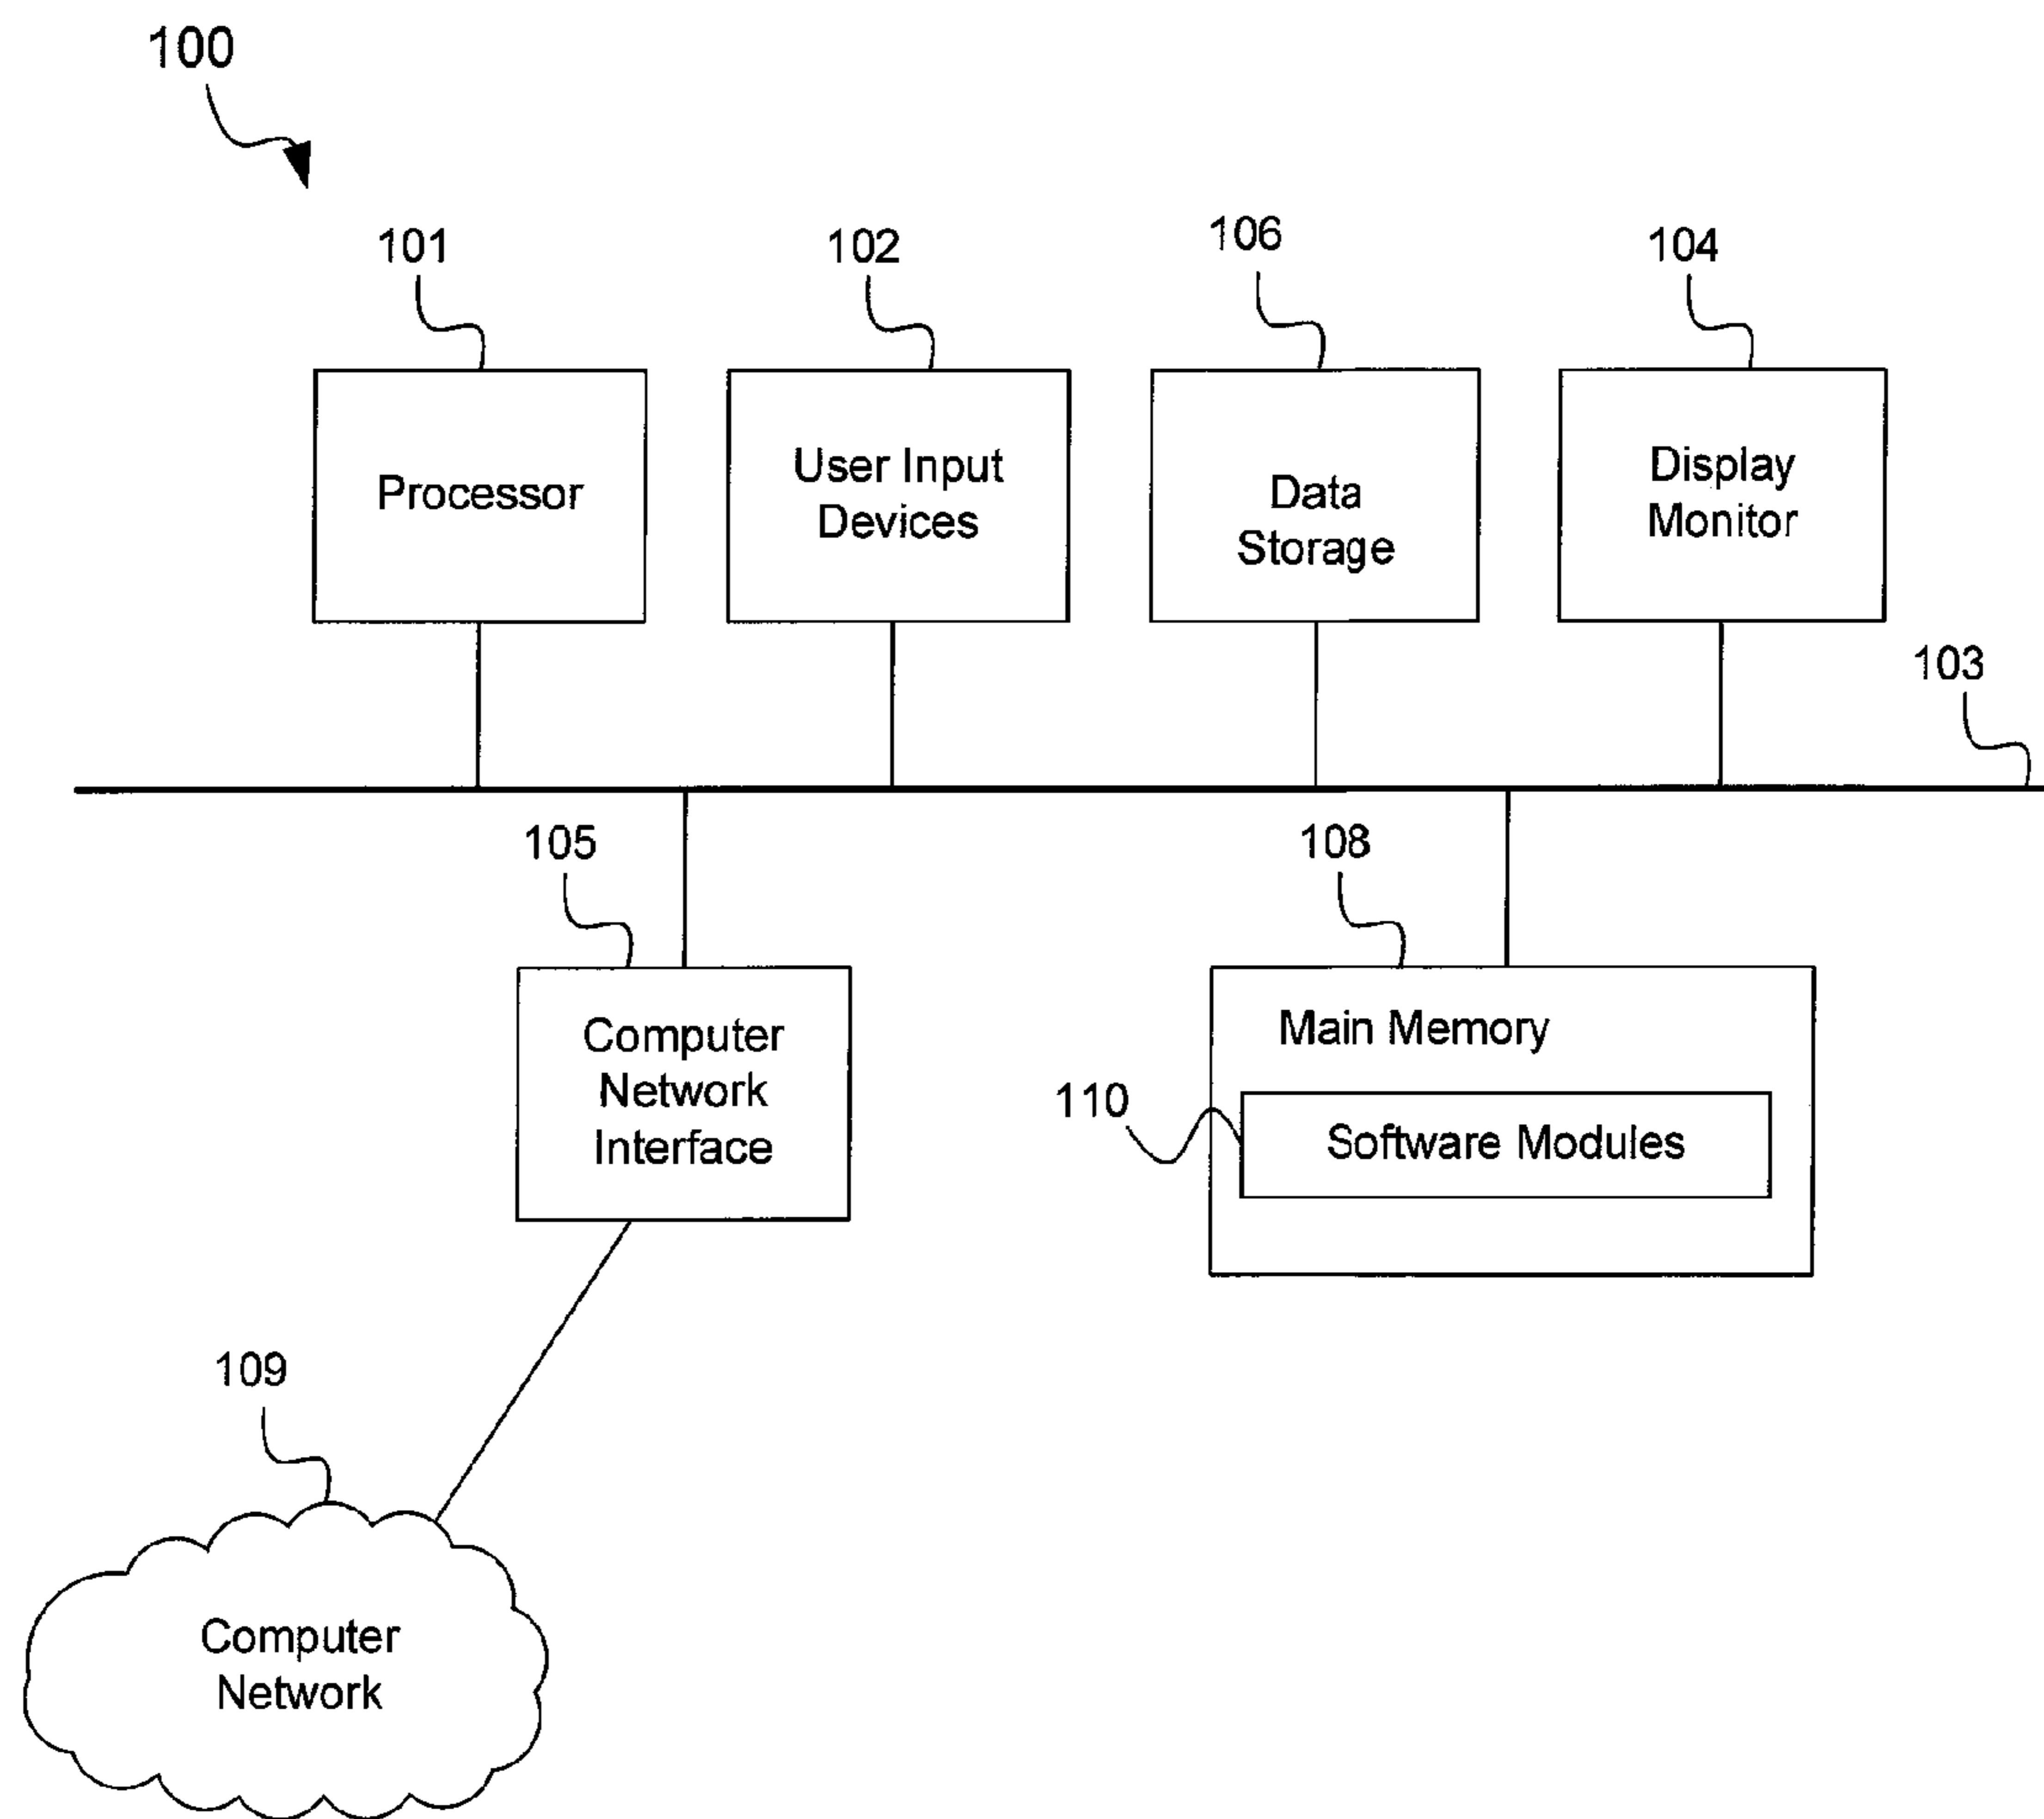 100
101
102
106
104
Processor
User Input
Devices
Data
Storage
Display
Monitor
103
105
108
Computer
Network
Interface
Main Memory
110
Software Modules
109
Computer
Network